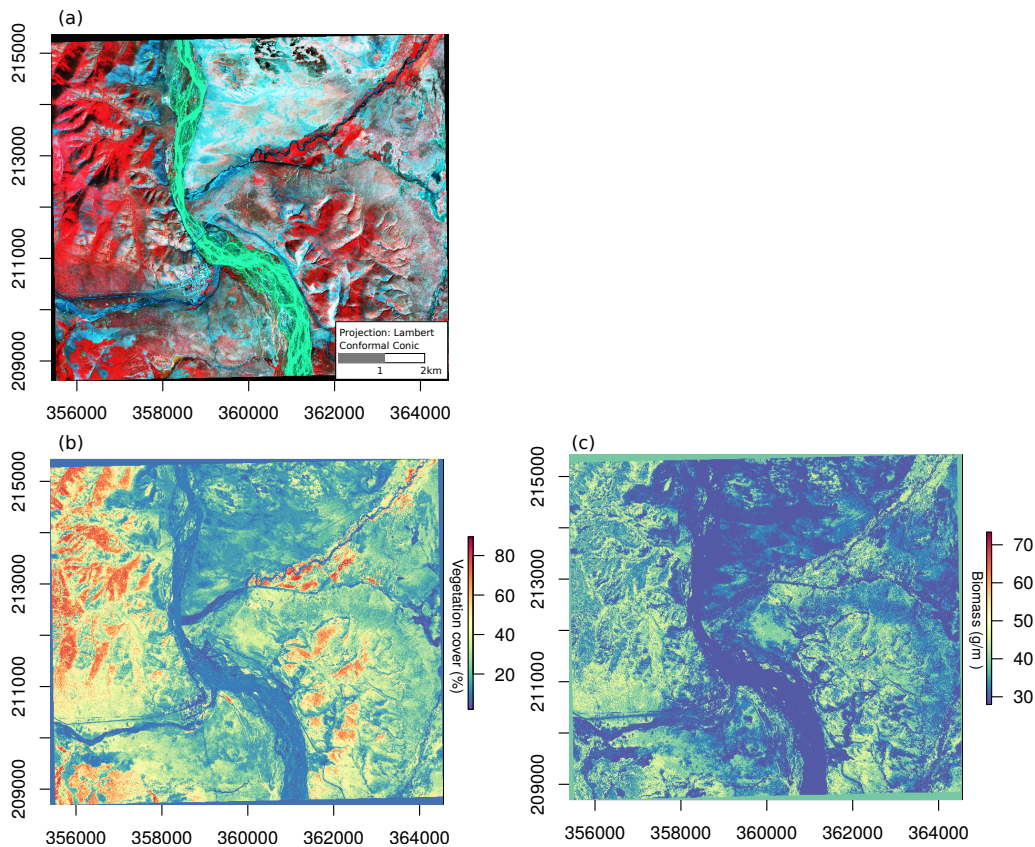 (a)
215000
213000
211000
209000
Projection: Lambert
Conformal Conic
1 2km
356000 358000 360000 362000 364000
(b)
215000
213000
211000
209000
80
60
40
20
Vegetation cover (%)
356000 358000 360000 362000 364000
(c)
215000
213000
211000
209000
70
60
50
40
30
Biomass (g/m )
356000 358000 360000 362000 364000